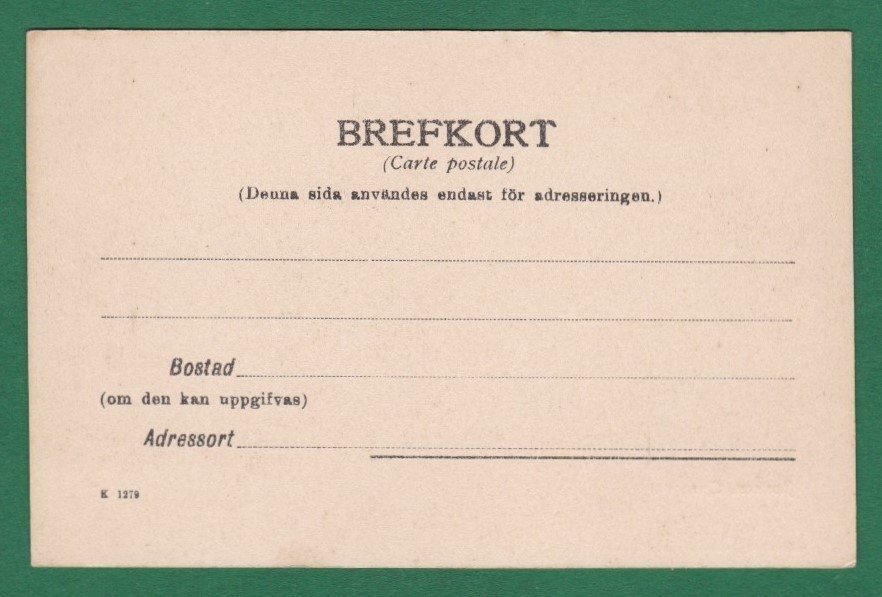 BREFKORT
(Carte postale)
(Denna sida användes endast för adresseringen.)
Bostad
(om den kan uppgifvas)
Adressort
K 1279